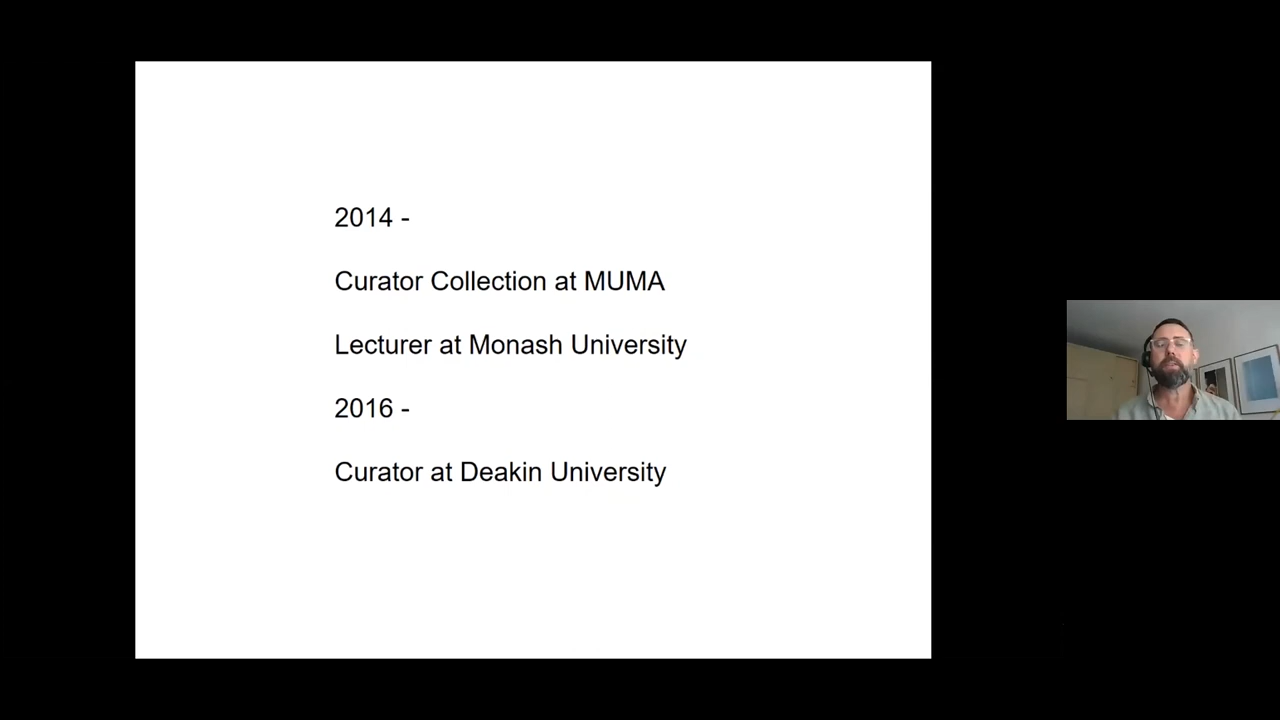 2014 -
Curator Collection at MUMA
Lecturer at Monash University
2016 -
Curator at Deakin University